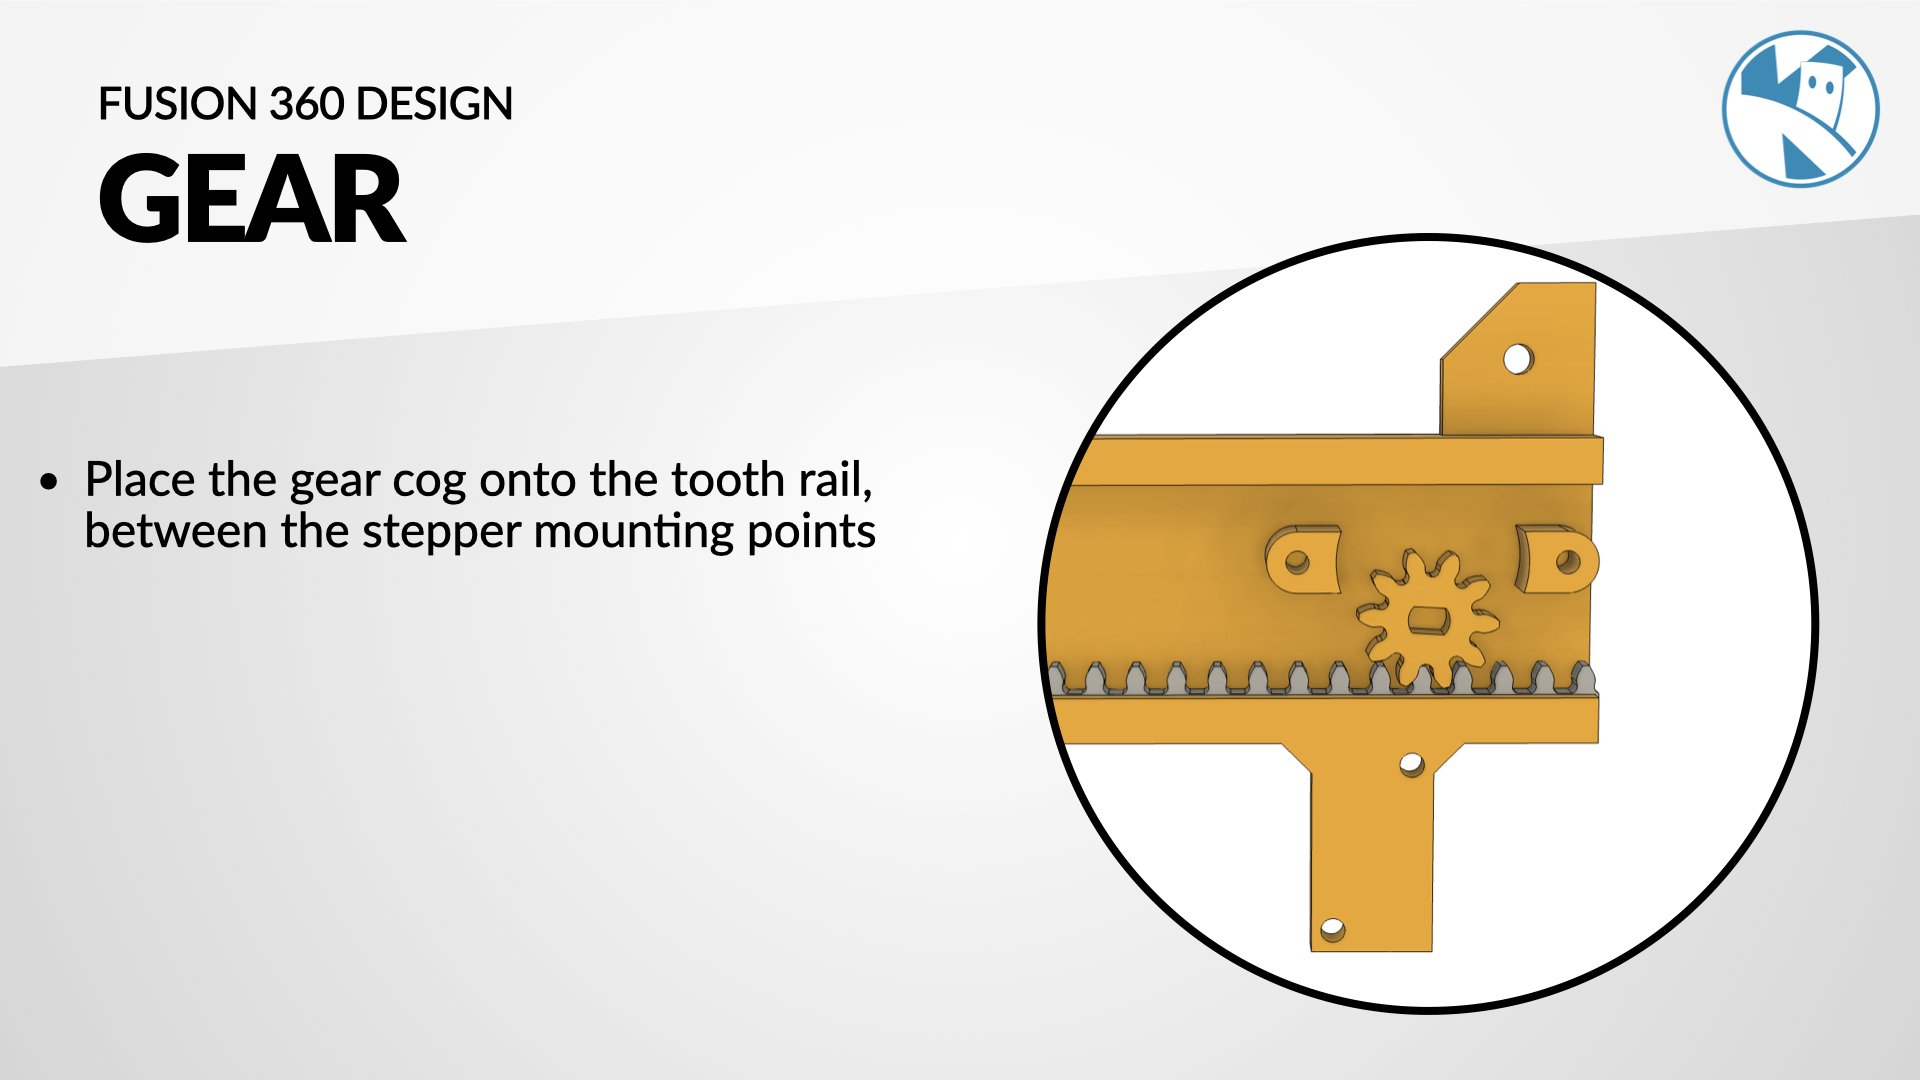 FUSION 360 DESIGN
GEAR
• Place the gear cog onto the tooth rail,
between the stepper mounting points